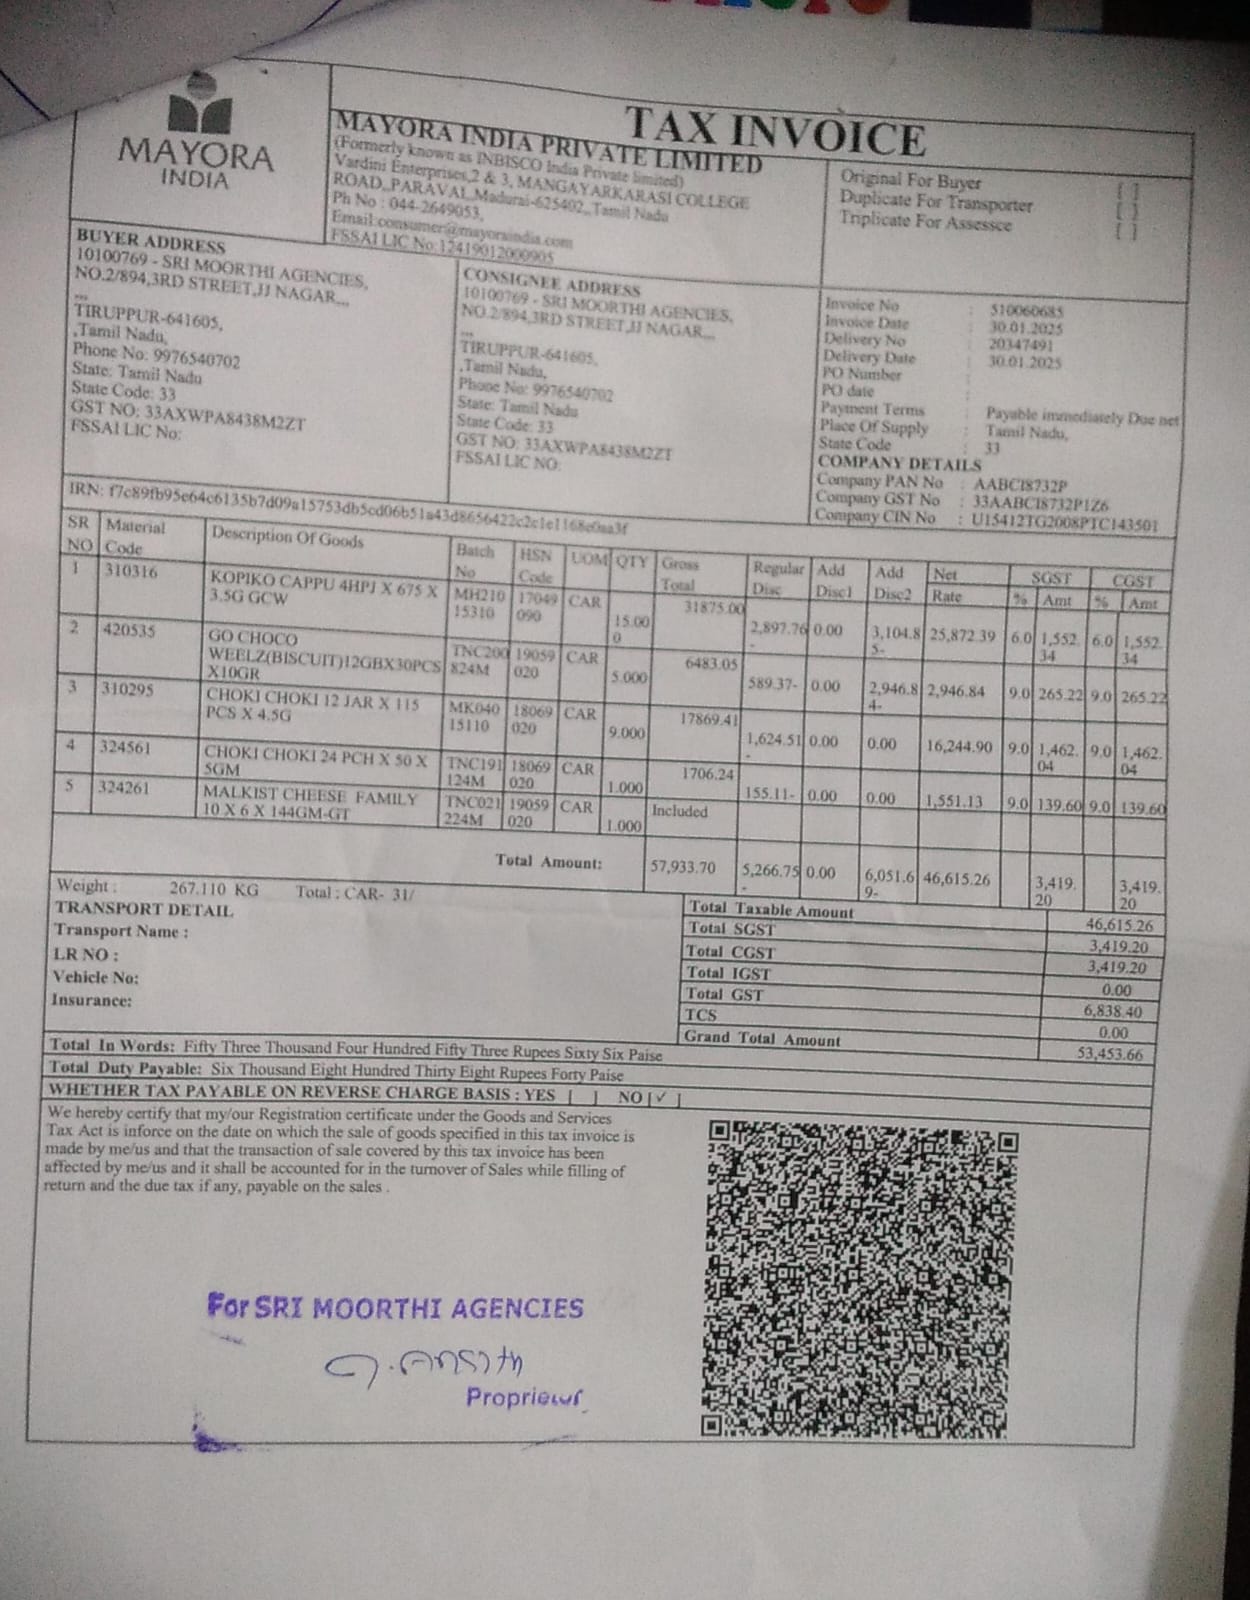 MAYORA
INDIA
TAX INVOICE
MAYORA INDIA PRIVATE LIMITED
(Formerly known as INBISCO India Private limited)
Vardini Enterprises,2 & 3, MANGAYARKARASI COLLEGE
ROAD,,PARAVAI,,Madurai-625402,,Tamil Nadu
Ph No : 044-2649053,
Email:consumer@mayoraindia.com
FSSAI LIC No:12419012000905
Original For Buyer [ ]
Duplicate For Transporter [ ]
Triplicate For Assessee [ ]
BUYER ADDRESS
10100769 - SRI MOORTHI AGENCIES,
NO.2/894,3RD STREET,JJ NAGAR,,,
,,,
TIRUPPUR-641605,
,Tamil Nadu,
Phone No: 9976540702
State: Tamil Nadu
State Code: 33
GST NO: 33AXWPA8438M2ZT
FSSAI LIC No:
CONSIGNEE ADDRESS
10100769 - SRI MOORTHI AGENCIES,
NO.2/894,3RD STREET,JJ NAGAR,,,
,,,
TIRUPPUR-641605,
,Tamil Nadu,
Phone No: 9976540702
State: Tamil Nadu
State Code: 33
GST NO: 33AXWPA8438M2ZT
FSSAI LIC NO:
Invoice No : 510060685
Invoice Date : 30.01.2025
Delivery No : 20347491
Delivery Date : 30.01.2025
PO Number :
PO date :
Payment Terms : Payable immediately Due net
Place Of Supply : Tamil Nadu,
State Code : 33
COMPANY DETAILS
Company PAN No : AABCI8732P
Company GST No : 33AABCI8732P1Z6
Company CIN No : U15412TG2008PTC143501
IRN: f7c89fb95e64c6135b7d09a15753db5cd06b51a43d8656422c2c1e1168e0aa3f
SR NO Material Code Description Of Goods Batch No HSN Code UOM QTY Gross Total Regular Disc Add Disc1 Add Disc2 Net Rate SGST % Amt CGST % Amt
1 310316 KOPIKO CAPPU 4HPJ X 675 X 3.5G GCW MH210 15310 17049 090 CAR 15.00 0 31875.00 2,897.76 - 0.00 3,104.8 5- 25,872.39 6.0 1,552. 34 6.0 1,552. 34
2 420535 GO CHOCO WEELZ(BISCUIT)12GBX30PCS X10GR TNC200 824M 19059 020 CAR 5.000 6483.05 589.37- 0.00 2,946.8 4- 2,946.84 9.0 265.22 9.0 265.22
3 310295 CHOKI CHOKI 12 JAR X 115 PCS X 4.5G MK040 15110 18069 020 CAR 9.000 17869.41 1,624.51 - 0.00 0.00 16,244.90 9.0 1,462. 04 9.0 1,462. 04
4 324561 CHOKI CHOKI 24 PCH X 50 X 5GM TNC191 124M 18069 020 CAR 1.000 1706.24 155.11- 0.00 0.00 1,551.13 9.0 139.60 9.0 139.60
5 324261 MALKIST CHEESE FAMILY 10 X 6 X 144GM-GT TNC021 224M 19059 020 CAR 1.000 Included
Total Amount: 57,933.70 5,266.75 - 0.00 6,051.6 9- 46,615.26 3,419. 20 3,419. 20
Weight : 267.110 KG Total : CAR- 31/
TRANSPORT DETAIL
Transport Name :
LR NO :
Vehicle No:
Insurance:
Total Taxable Amount 46,615.26
Total SGST 3,419.20
Total CGST 3,419.20
Total IGST 0.00
Total GST 6,838.40
TCS 0.00
Grand Total Amount 53,453.66
Total In Words: Fifty Three Thousand Four Hundred Fifty Three Rupees Sixty Six Paise
Total Duty Payable: Six Thousand Eight Hundred Thirty Eight Rupees Forty Paise
WHETHER TAX PAYABLE ON REVERSE CHARGE BASIS : YES [ ] NO [✓]
We hereby certify that my/our Registration certificate under the Goods and Services
Tax Act is inforce on the date on which the sale of goods specified in this tax invoice is
made by me/us and that the transaction of sale covered by this tax invoice has been
affected by me/us and it shall be accounted for in the turnover of Sales while filling of
return and the due tax if any, payable on the sales .
For SRI MOORTHI AGENCIES
Proprietor